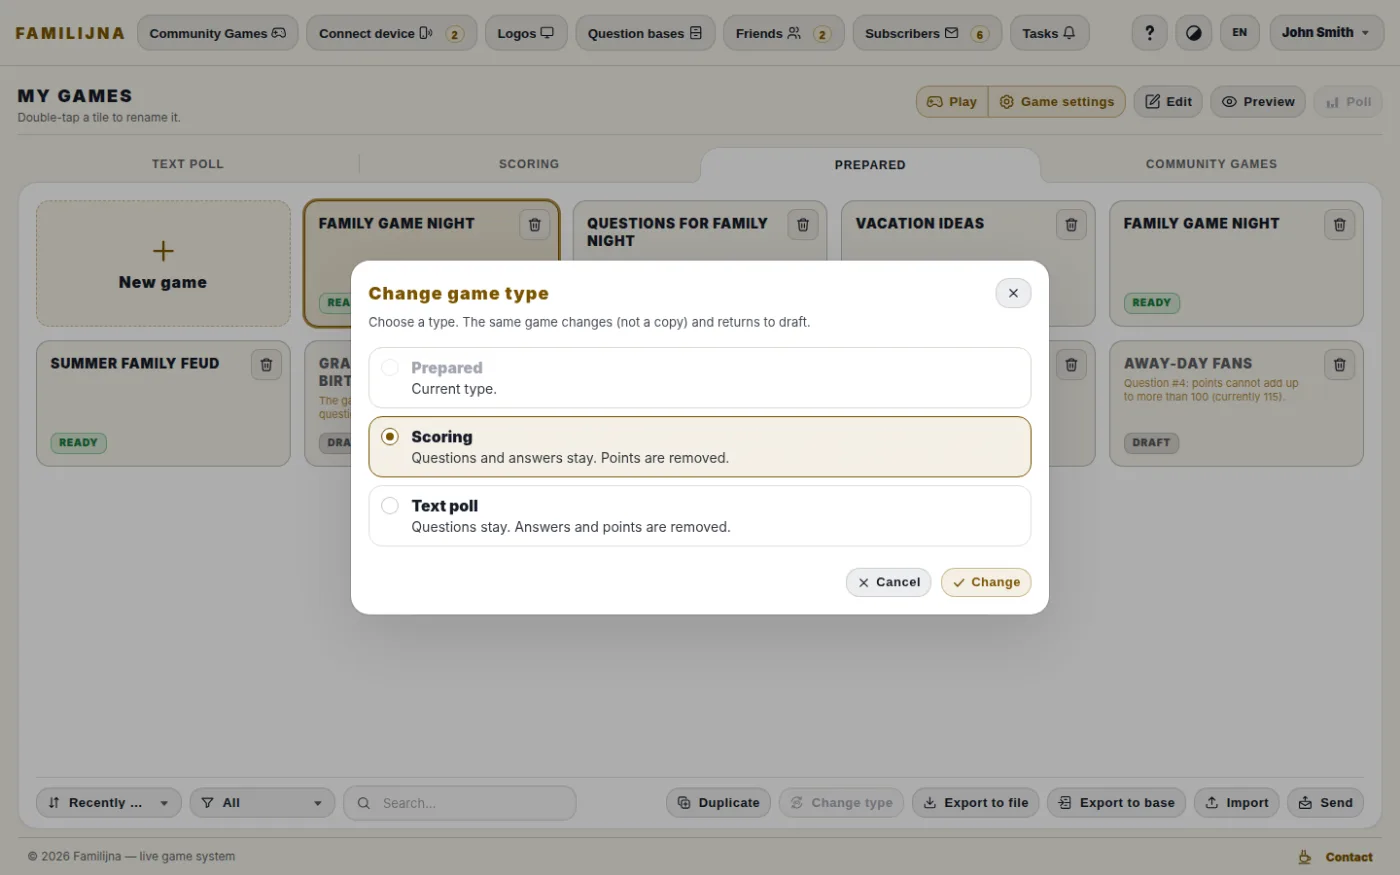 FAMILIJNA
Community Games
Connect device 2
Logos
Question bases
Friends 2
Subscribers 6
Tasks
?
EN
John Smith
MY GAMES
Double-tap a tile to rename it.
Play
Game settings
Edit
Preview
Poll
TEXT POLL
SCORING
PREPARED
COMMUNITY GAMES
New game
FAMILY GAME NIGHT
QUESTIONS FOR FAMILY
NIGHT
VACATION IDEAS
FAMILY GAME NIGHT
READY
Change game type
Choose a type. The same game changes (not a copy) and returns to draft.
Prepared
Current type.
Scoring
Questions and answers stay. Points are removed.
Text poll
Questions stay. Answers and points are removed.
Cancel
Change
SUMMER FAMILY FEUD
READY
AWAY-DAY FANS
Question #4: points cannot add up
to more than 100 (currently 115).
DRAFT
Recently ...
All
Search...
Duplicate
Change type
Export to file
Export to base
Import
Send
© 2026 Familijna — live game system
Contact